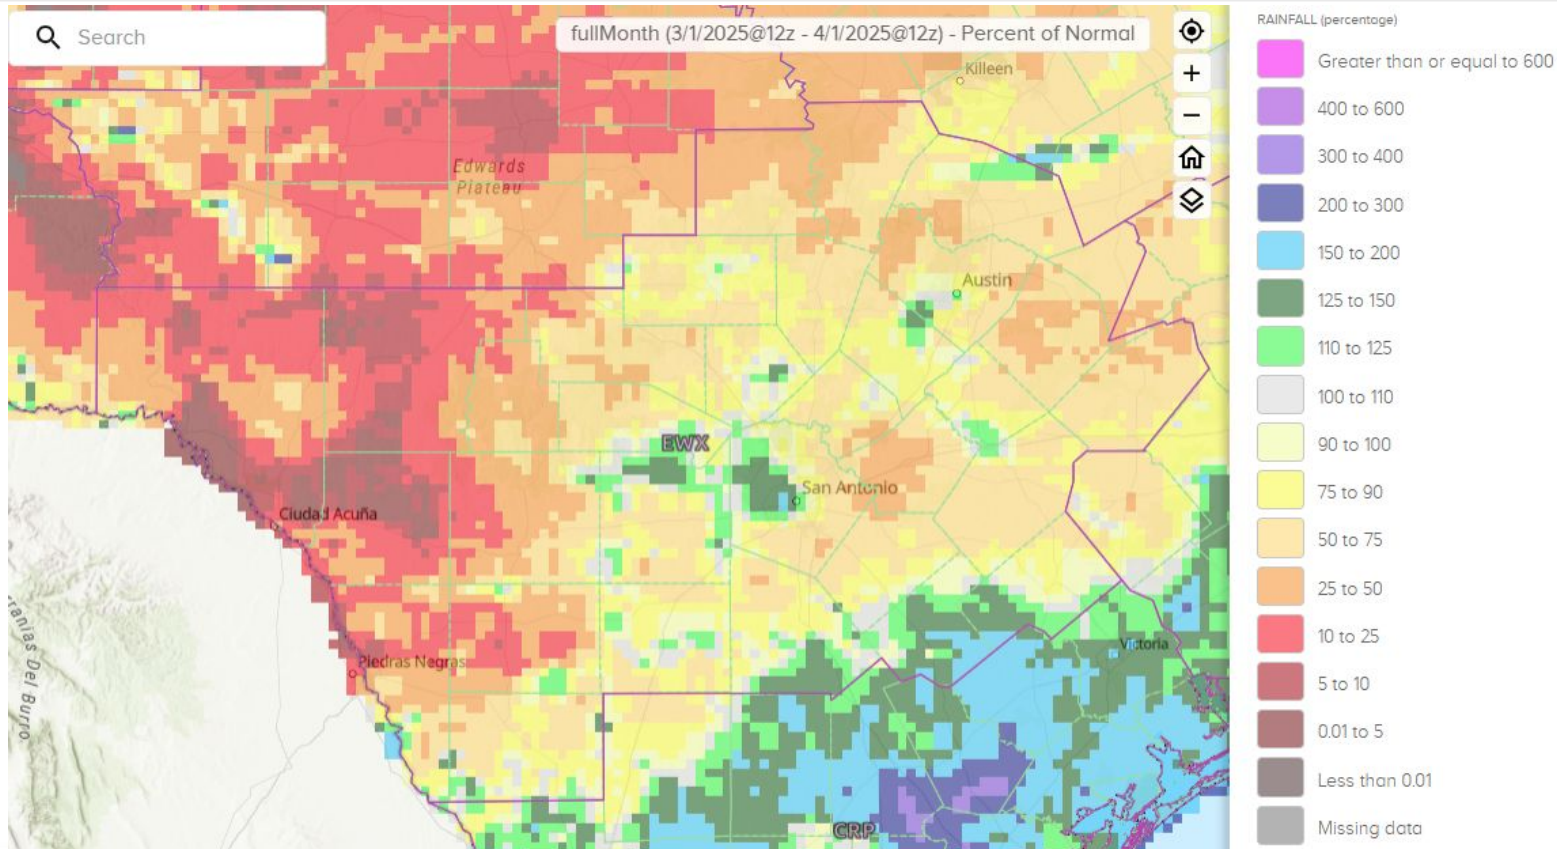 Search
fullMonth (3/1/2025@12z - 4/1/2025@12z) - Percent of Normal
Killeen
Edwards
Plateau
Austin
EWX
San Antonio
Ciudad Acuña
Piedras Negras
Victoria
CRP
ranias Del Burro
RAINFALL (percentage)
Greater than or equal to 600
400 to 600
300 to 400
200 to 300
150 to 200
125 to 150
110 to 125
100 to 110
90 to 100
75 to 90
50 to 75
25 to 50
10 to 25
5 to 10
0.01 to 5
Less than 0.01
Missing data